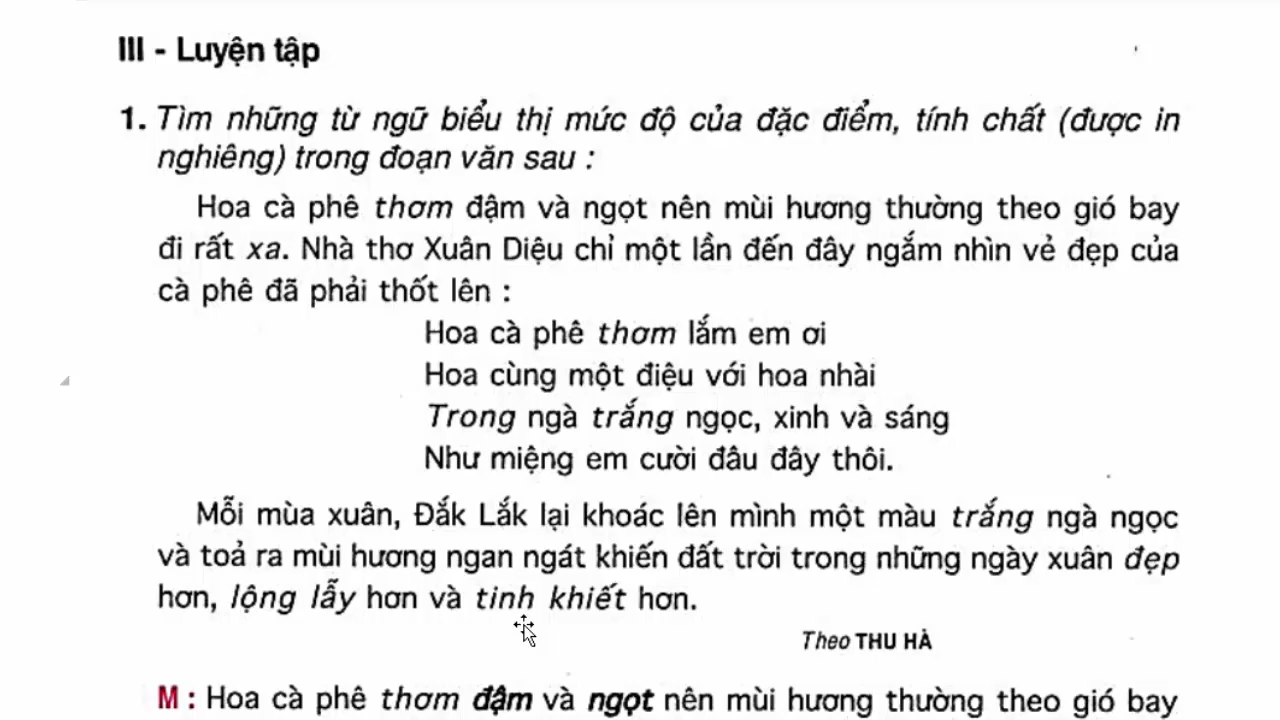 III - Luyện tập
1. Tìm những từ ngữ biểu thị mức độ của đặc điểm, tính chất (được in
nghiêng) trong đoạn văn sau :
Hoa cà phê thơm đậm và ngọt nên mùi hương thường theo gió bay
đi rất xa. Nhà thơ Xuân Diệu chỉ một lần đến đây ngắm nhìn vẻ đẹp của
cà phê đã phải thốt lên :
Hoa cà phê thơm lắm em ơi
Hoa cùng một điệu với hoa nhài
Trong ngà trắng ngọc, xinh và sáng
Như miệng em cười đâu đây thôi.
Mỗi mùa xuân, Đắk Lắk lại khoác lên mình một màu trắng ngà ngọc
và toả ra mùi hương ngan ngát khiến đất trời trong những ngày xuân đẹp
hơn, lộng lẫy hơn và tinh khiết hơn.
Theo THU HÀ
M : Hoa cà phê thơm đậm và ngọt nên mùi hương thường theo gió bay